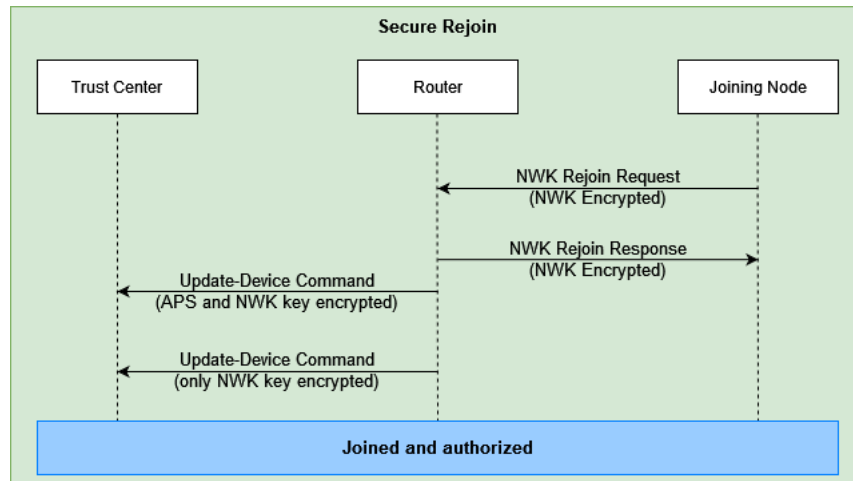 Secure Rejoin
Trust Center
Router
Joining Node
NWK Rejoin Request
(NWK Encrypted)
NWK Rejoin Response
(NWK Encrypted)
Update-Device Command
(APS and NWK key encrypted)
Update-Device Command
(only NWK key encrypted)
Joined and authorized